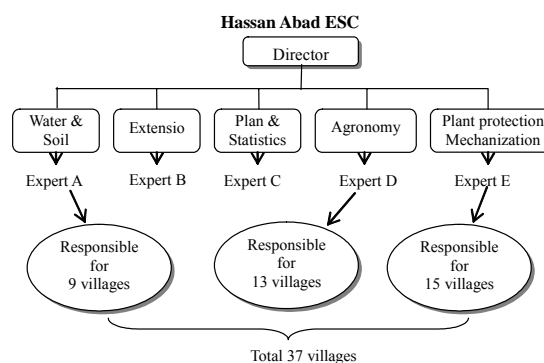 Hassan Abad ESC
Director
Water &
Soil
Extensio
Plan &
Statistics
Agronomy
Plant protection
Mechanization
Expert A
Expert B
Expert C
Expert D
Expert E
Responsible
for
9 villages
Responsible
for
13 villages
Responsible
for
15 villages
Total 37 villages